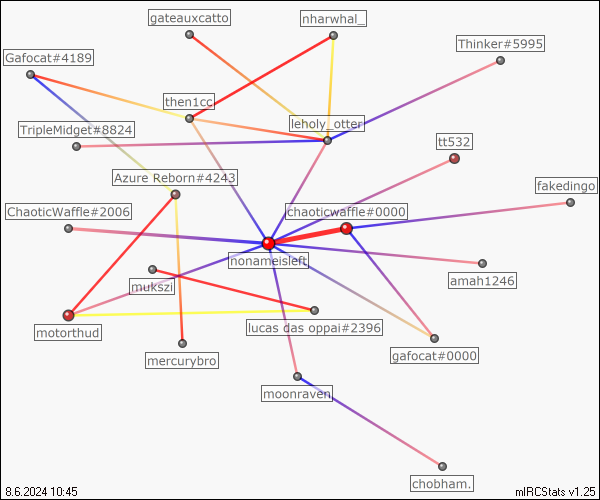 gateauxcatto
nharwhal_
Thinker#5995
Gafocat#4189
then1cc
TripleMidget#8824
leholy_otter
tt532
Azure Reborn#4243
fakedingo
ChaoticWaffle#2006
chaoticwaffle#0000
nonameisleft
amah1246
mukszi
motorthud
lucas das oppai#2396
mercurybro
gafocat#0000
moonraven
chobham.
8.6.2024 10:45
mIRCStats v1.25